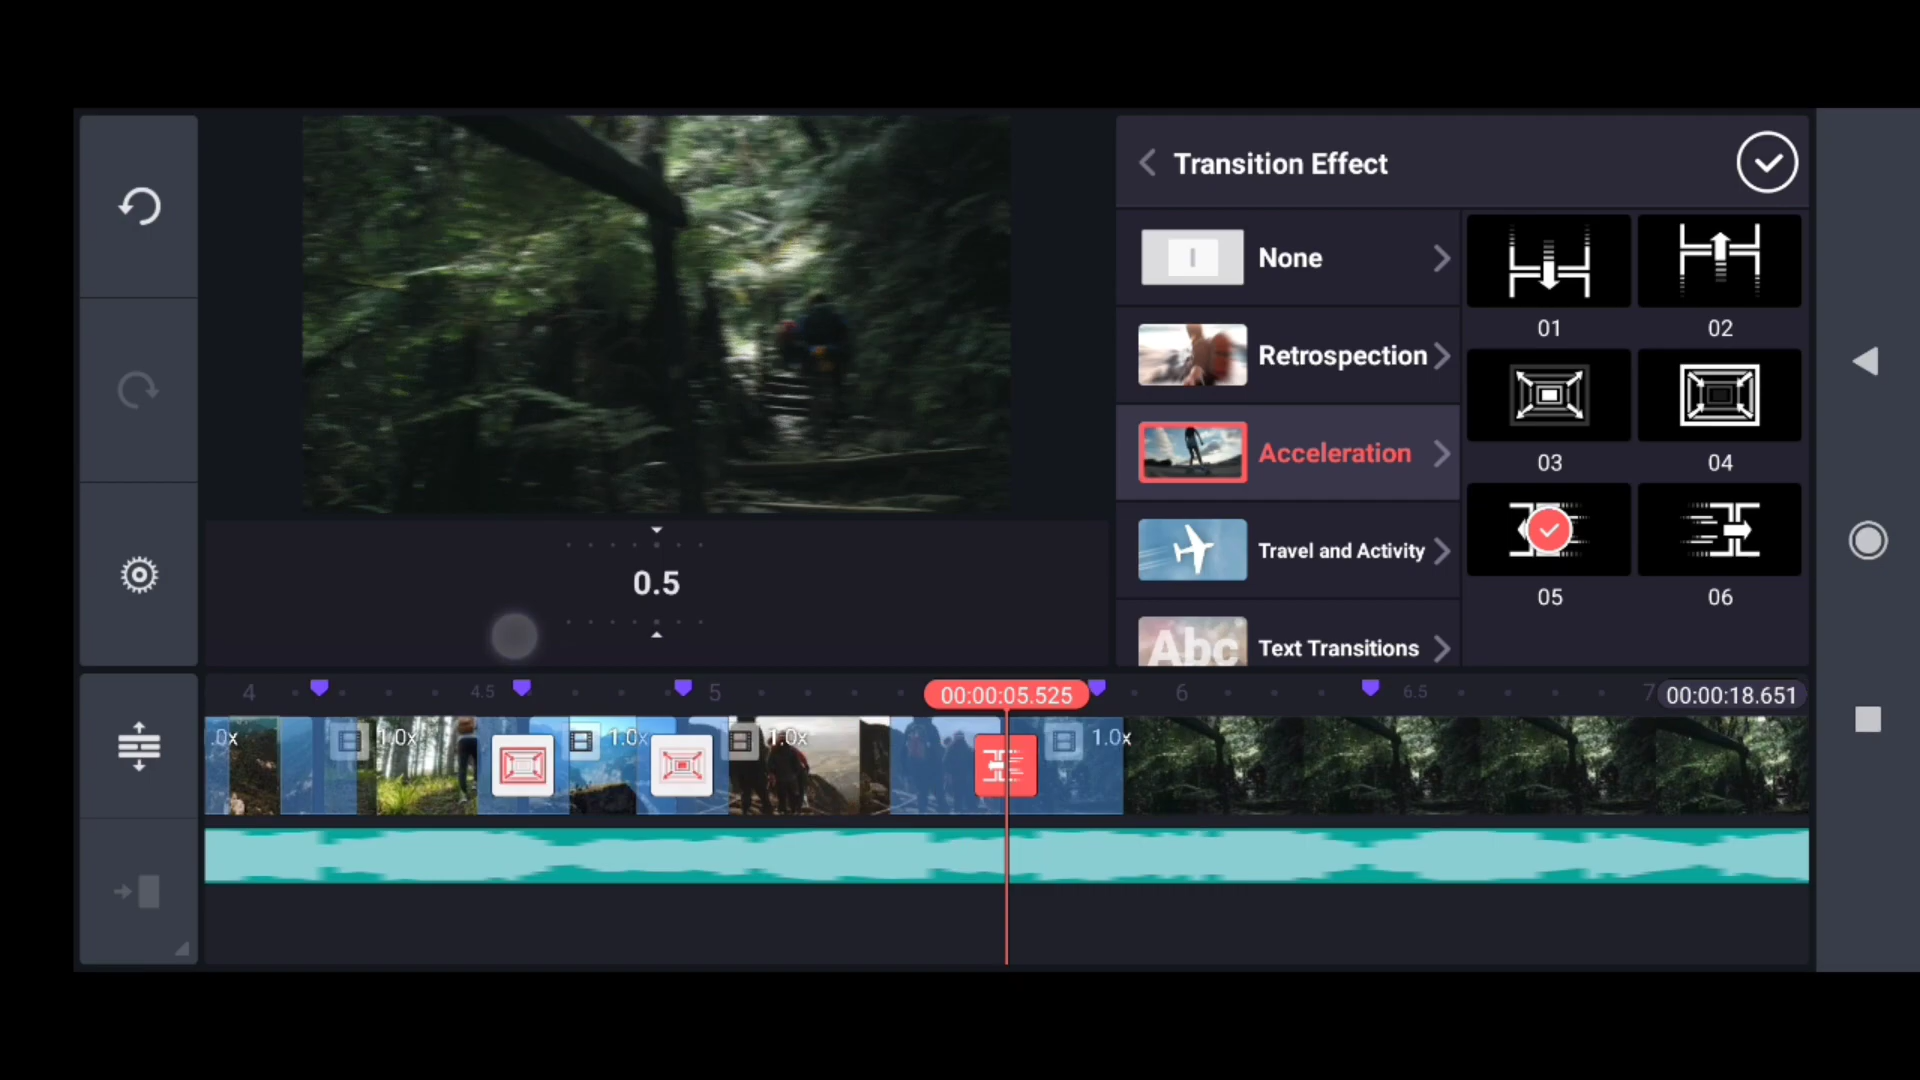 Transition Effect
None
Retrospection
Acceleration
Travel and Activity
Abc
Text Transitions
01
02
03
04
05
06
0.5
4
4.5
5
00:00:05.525
6
6.5
7
00:00:18.651
.0x
1.0x
1.0x
1.0x
1.0x